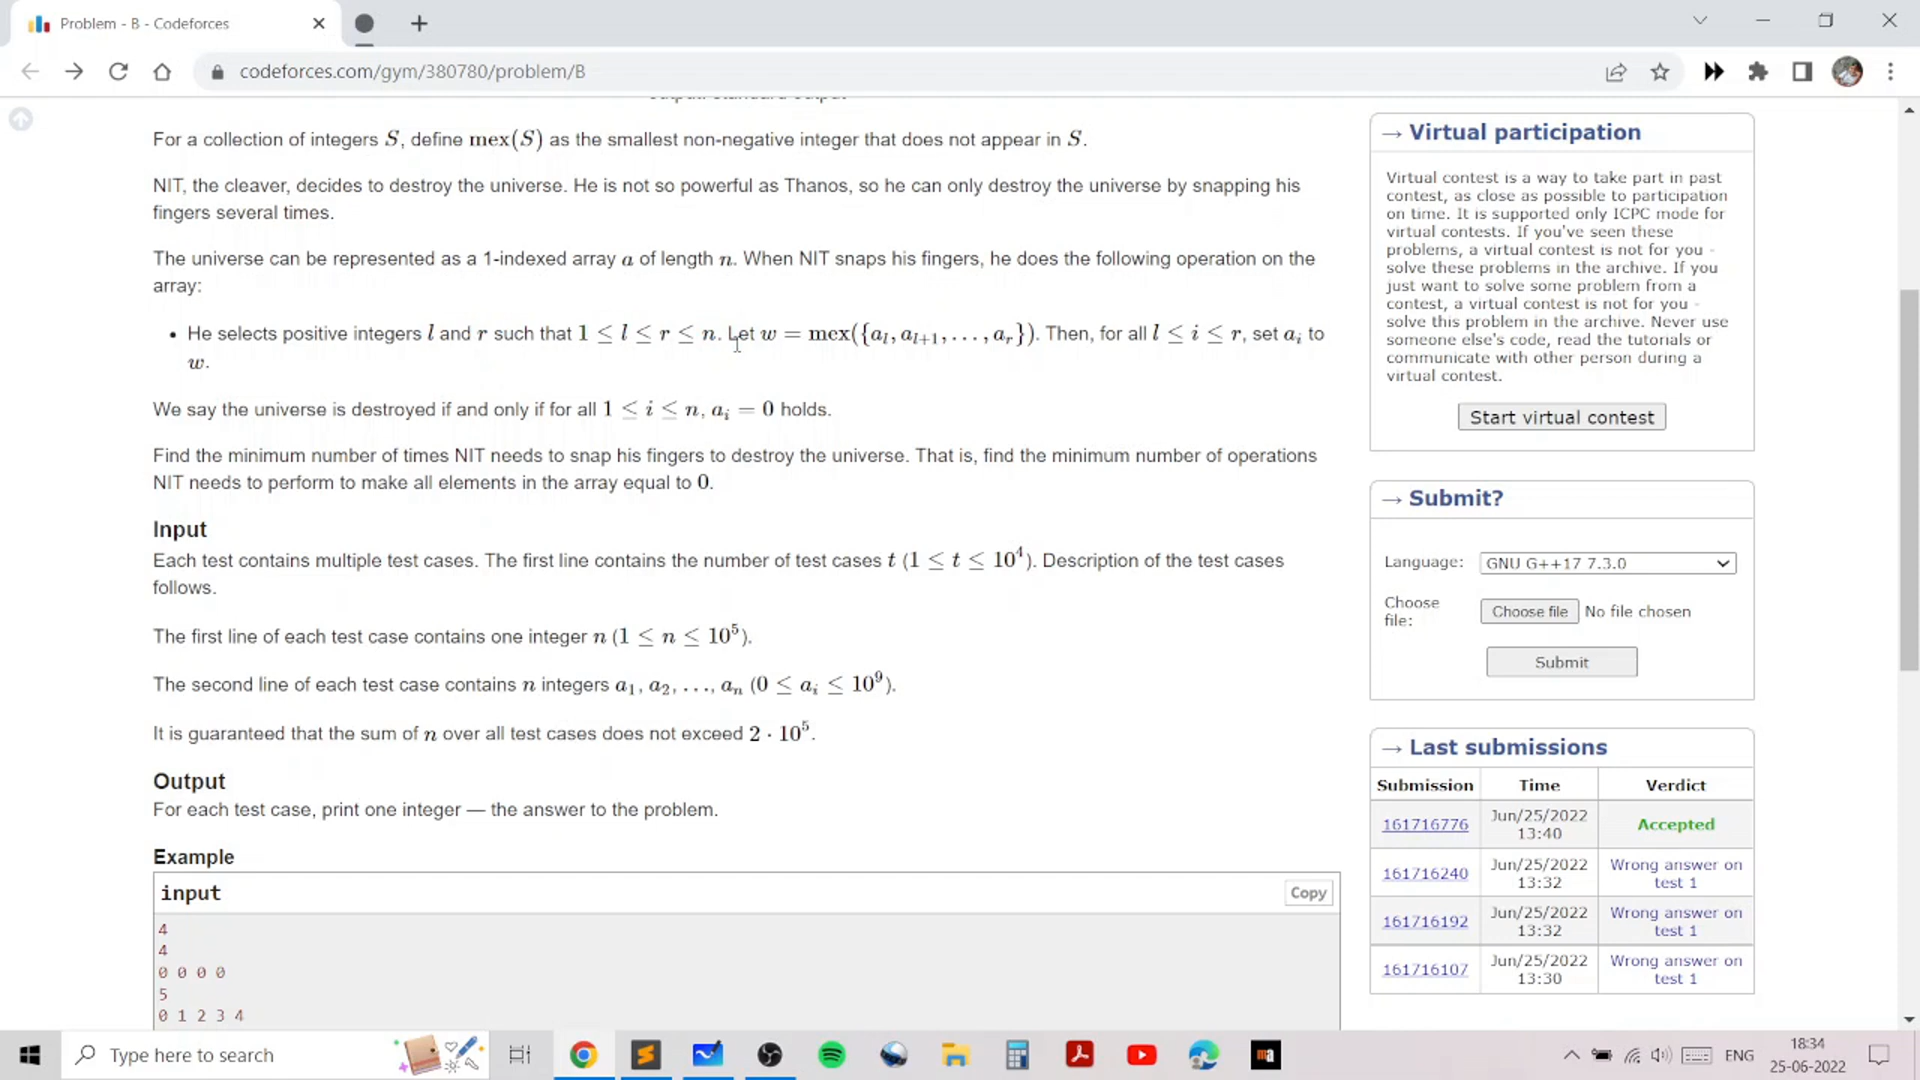 Problem - B - Codeforces
codeforces.com/gym/380780/problem/B
For a collection of integers S, define mex(S) as the smallest non-negative integer that does not appear in S.
NIT, the cleaver, decides to destroy the universe. He is not so powerful as Thanos, so he can only destroy the universe by snapping his
fingers several times.
The universe can be represented as a 1-indexed array a of length n. When NIT snaps his fingers, he does the following operation on the
array:
• He selects positive integers l and r such that 1 ≤ l ≤ r ≤ n. Let w = mex({a_l, a_{l+1}, …, a_r}). Then, for all l ≤ i ≤ r, set a_i to
w.
We say the universe is destroyed if and only if for all 1 ≤ i ≤ n, a_i = 0 holds.
Find the minimum number of times NIT needs to snap his fingers to destroy the universe. That is, find the minimum number of operations
NIT needs to perform to make all elements in the array equal to 0.
Input
Each test contains multiple test cases. The first line contains the number of test cases t (1 ≤ t ≤ 10^4). Description of the test cases
follows.
The first line of each test case contains one integer n (1 ≤ n ≤ 10^5).
The second line of each test case contains n integers a_1, a_2, …, a_n (0 ≤ a_i ≤ 10^9).
It is guaranteed that the sum of n over all test cases does not exceed 2 · 10^5.
Output
For each test case, print one integer — the answer to the problem.
Example
input
Copy
4
4
0 0 0 0
5
0 1 2 3 4
→ Virtual participation
Virtual contest is a way to take part in past
contest, as close as possible to participation
on time. It is supported only ICPC mode for
virtual contests. If you've seen these
problems, a virtual contest is not for you -
solve these problems in the archive. If you
just want to solve some problem from a
contest, a virtual contest is not for you -
solve this problem in the archive. Never use
someone else's code, read the tutorials or
communicate with other person during a
virtual contest.
Start virtual contest
→ Submit?
Language: GNU G++17 7.3.0
Choose
file: Choose file No file chosen
Submit
→ Last submissions
Submission Time Verdict
161716776 Jun/25/2022 13:40 Accepted
161716240 Jun/25/2022 13:32 Wrong answer on test 1
161716192 Jun/25/2022 13:32 Wrong answer on test 1
161716107 Jun/25/2022 13:30 Wrong answer on test 1
Type here to search
ENG
18:34
25-06-2022